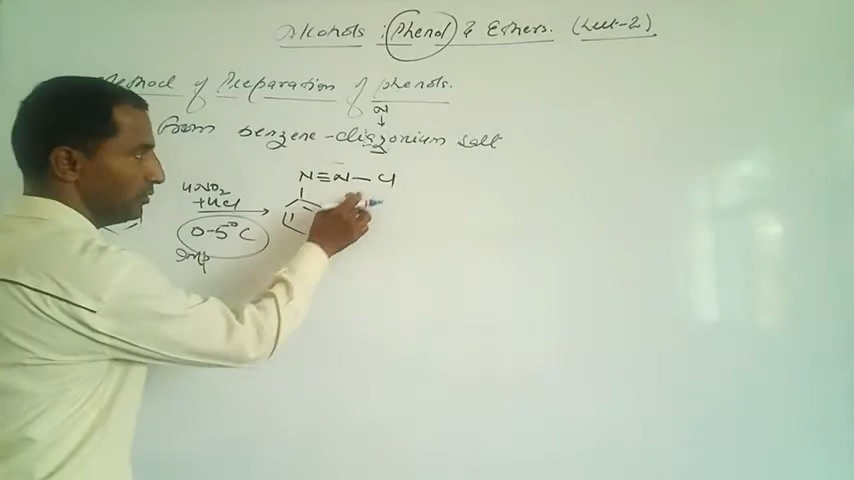 Alcohols : Phenol & Ethers. (Lect-2)
Method of Preparation of phenols.
N
↓
From benzene-diazonium salt
N≡N—Cl
HNO2
+HCl
0-5°C
Imp